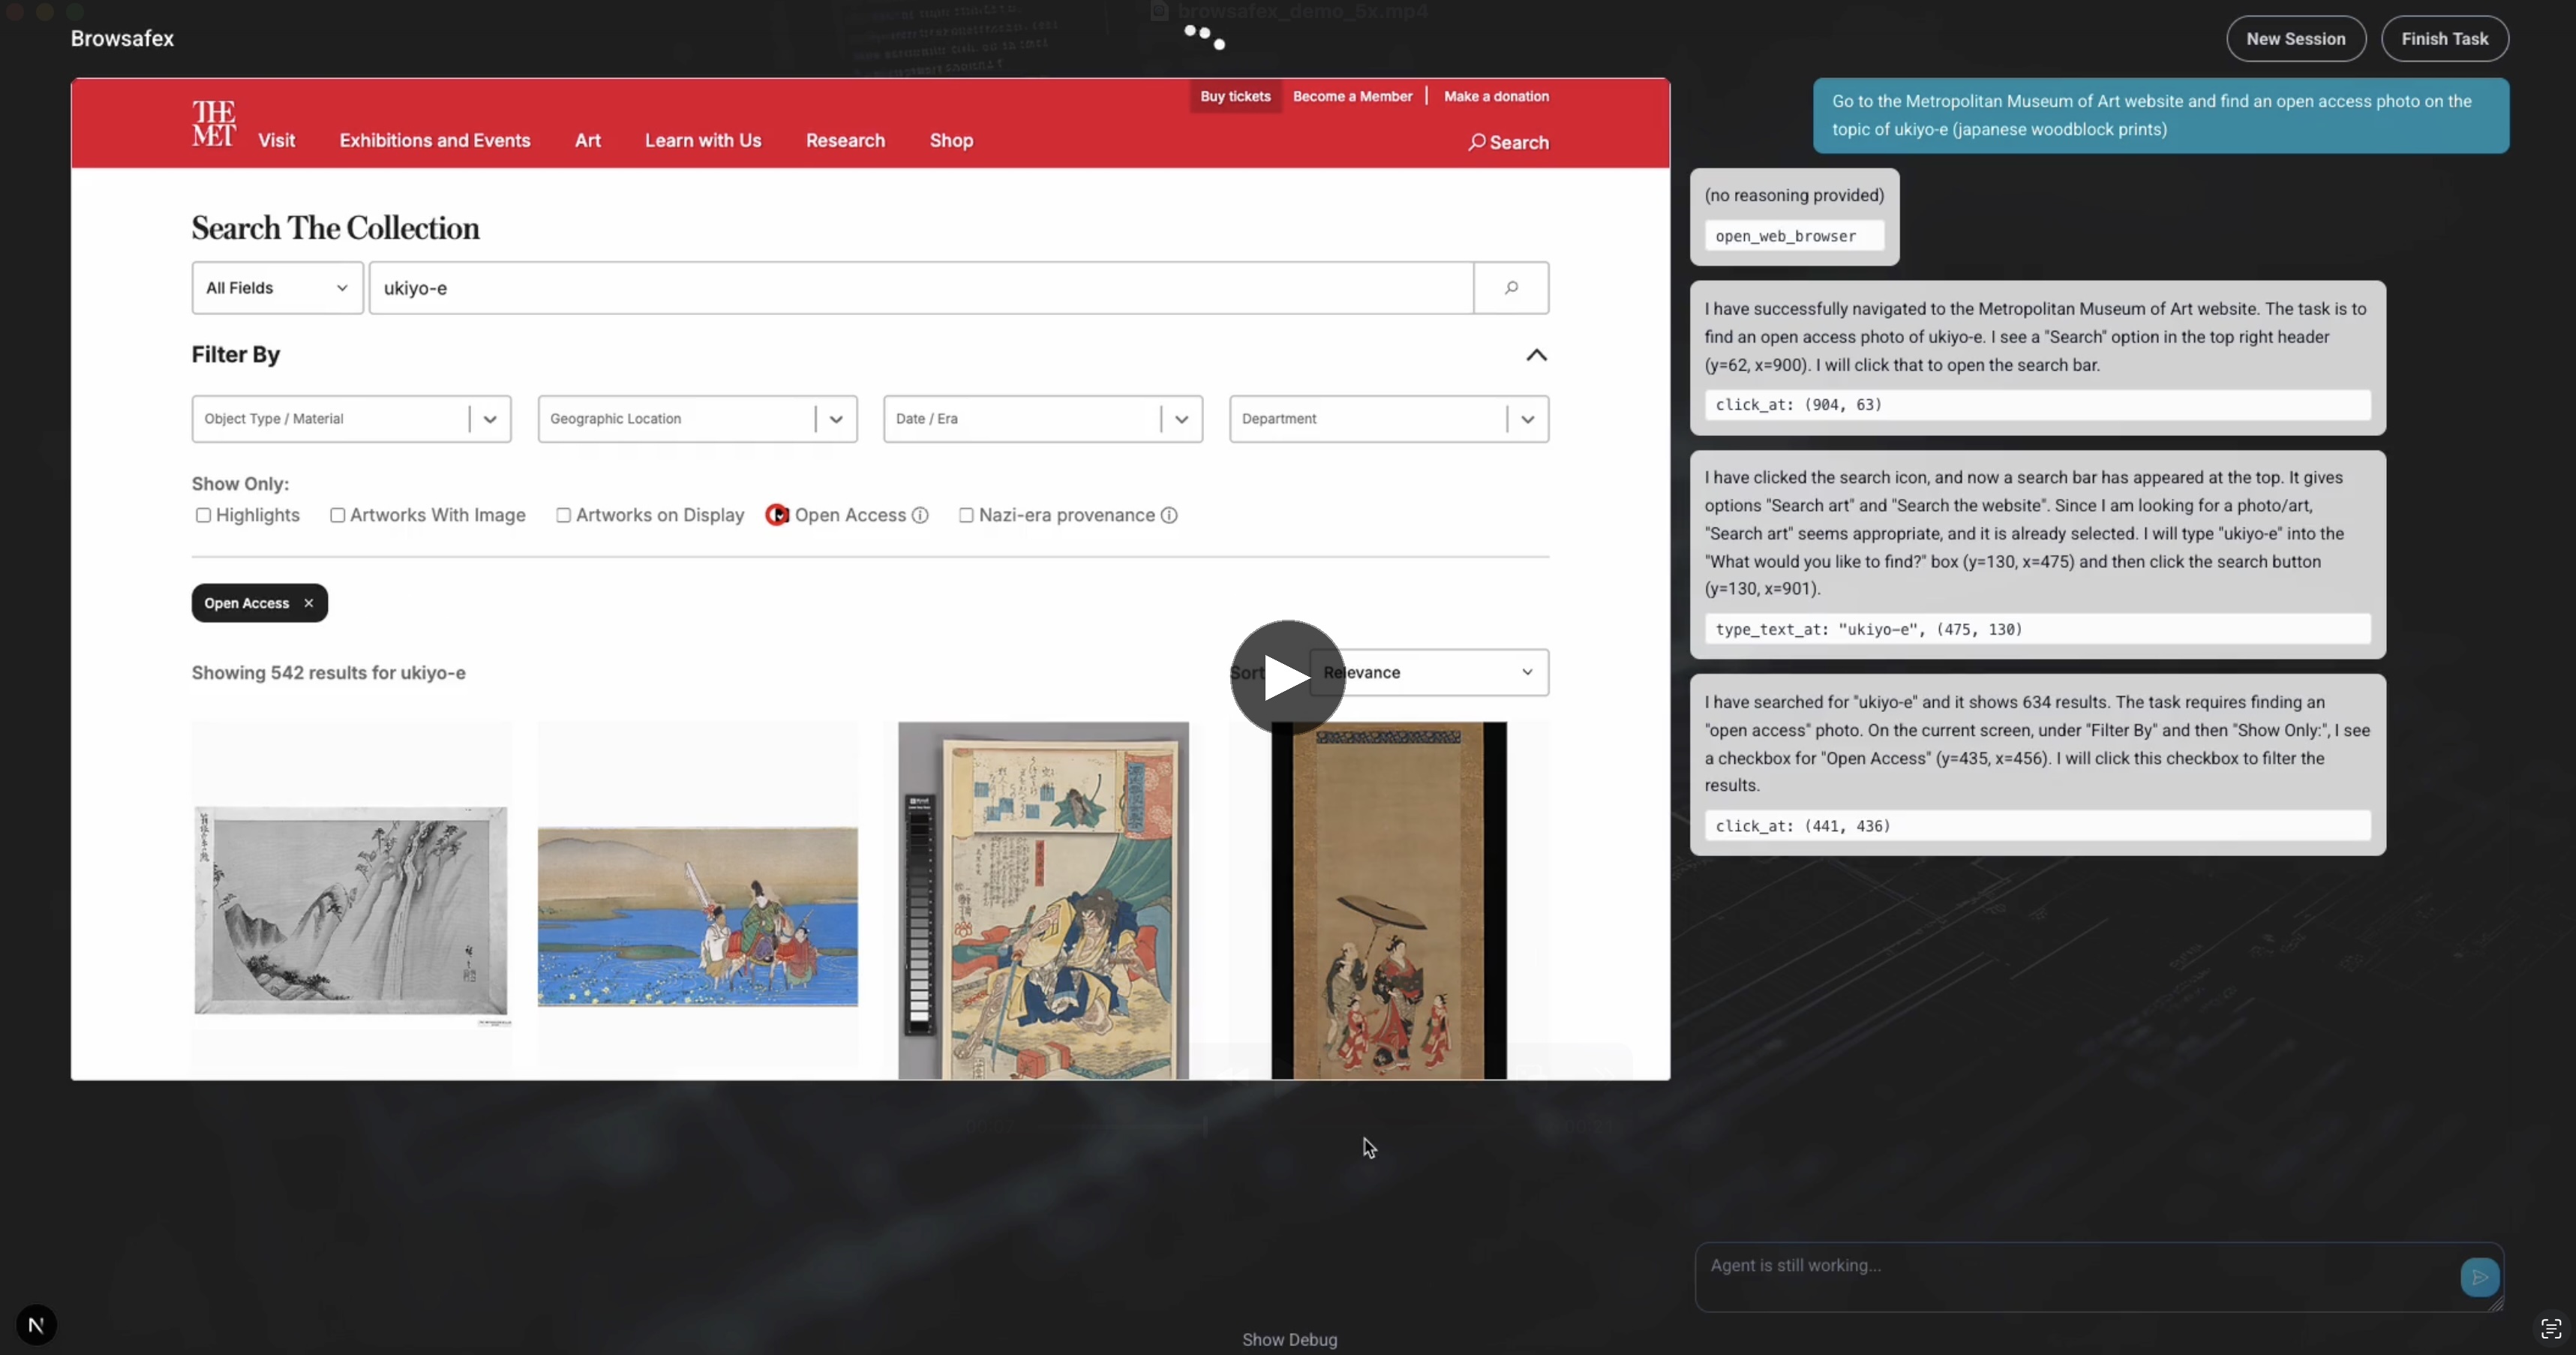 browsafex_demo_5x.mp4
Browsafex
New Session
Finish Task
Buy tickets
Become a Member
Make a donation
THE
MET
Visit
Exhibitions and Events
Art
Learn with Us
Research
Shop
Search
Search The Collection
All Fields
ukiyo-e
Filter By
Object Type / Material
Geographic Location
Date / Era
Department
Show Only:
Highlights
Artworks With Image
Artworks on Display
Open Access
Nazi-era provenance
Open Access ×
Showing 542 results for ukiyo-e
Sort
Relevance
Go to the Metropolitan Museum of Art website and find an open access photo on the
topic of ukiyo-e (japanese woodblock prints)
(no reasoning provided)
open_web_browser
I have successfully navigated to the Metropolitan Museum of Art website. The task is to
find an open access photo of ukiyo-e. I see a "Search" option in the top right header
(y=62, x=900). I will click that to open the search bar.
click_at: (904, 63)
I have clicked the search icon, and now a search bar has appeared at the top. It gives
options "Search art" and "Search the website". Since I am looking for a photo/art,
"Search art" seems appropriate, and it is already selected. I will type "ukiyo-e" into the
"What would you like to find?" box (y=130, x=475) and then click the search button
(y=130, x=901).
type_text_at: "ukiyo-e", (475, 130)
I have searched for "ukiyo-e" and it shows 634 results. The task requires finding an
"open access" photo. On the current screen, under "Filter By" and then "Show Only:", I see
a checkbox for "Open Access" (y=435, x=456). I will click this checkbox to filter the
results.
click_at: (441, 436)
Agent is still working...
N
Show Debug